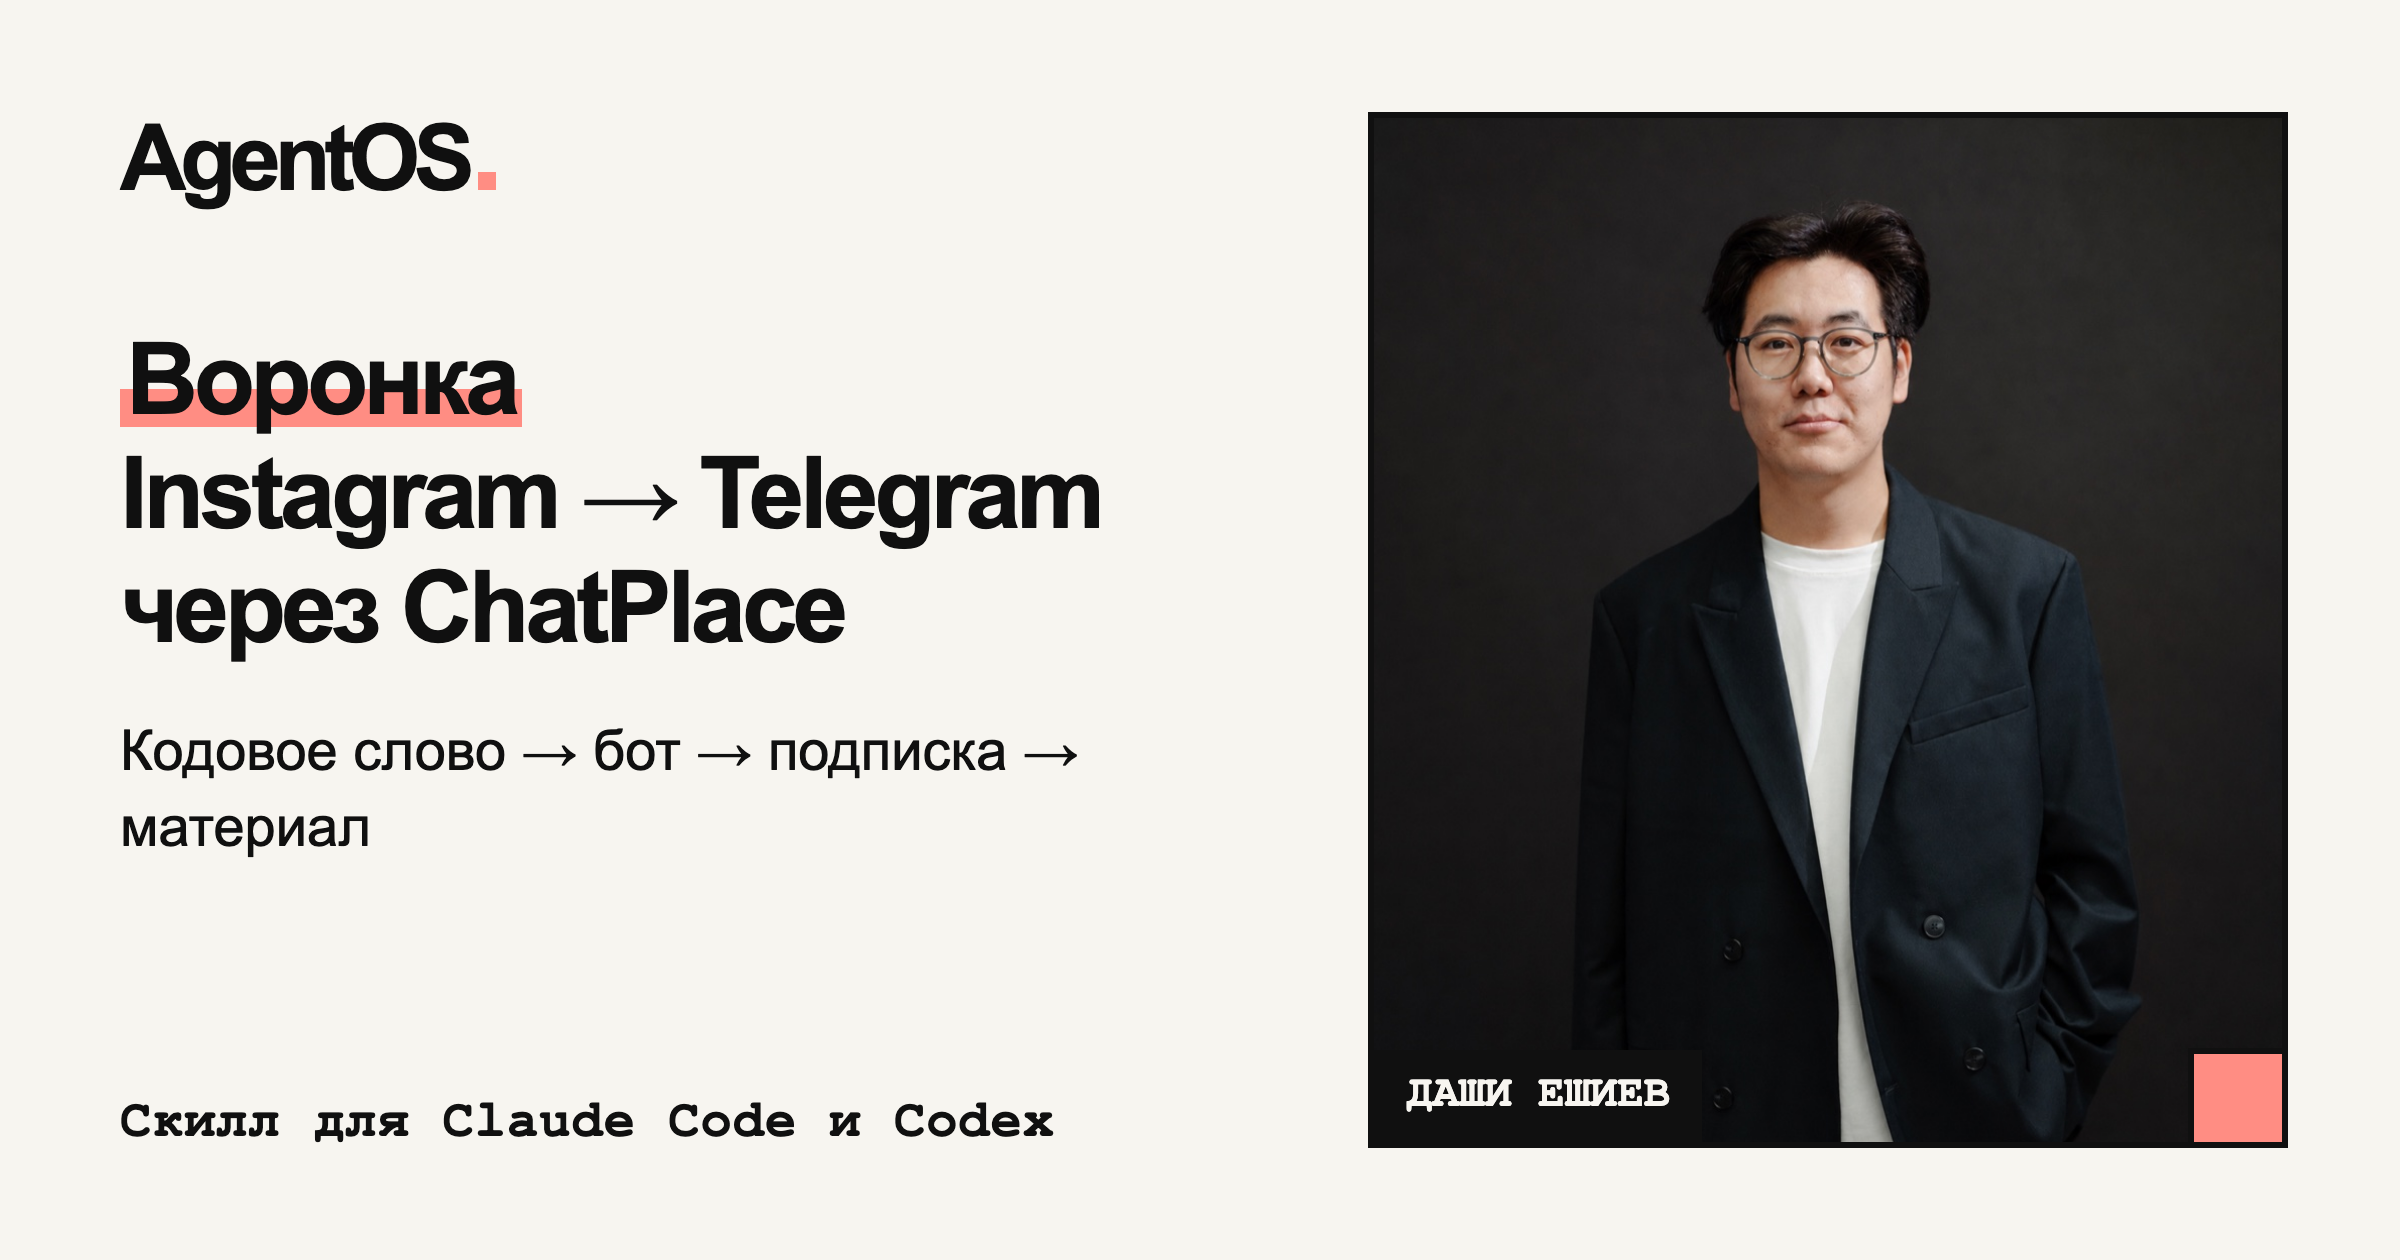 AgentOS.
Воронка
Instagram → Telegram
через ChatPlace
Кодовое слово → бот → подписка →
материал
Скилл для Claude Code и Codex
ДАШИ ЕШИЕВ